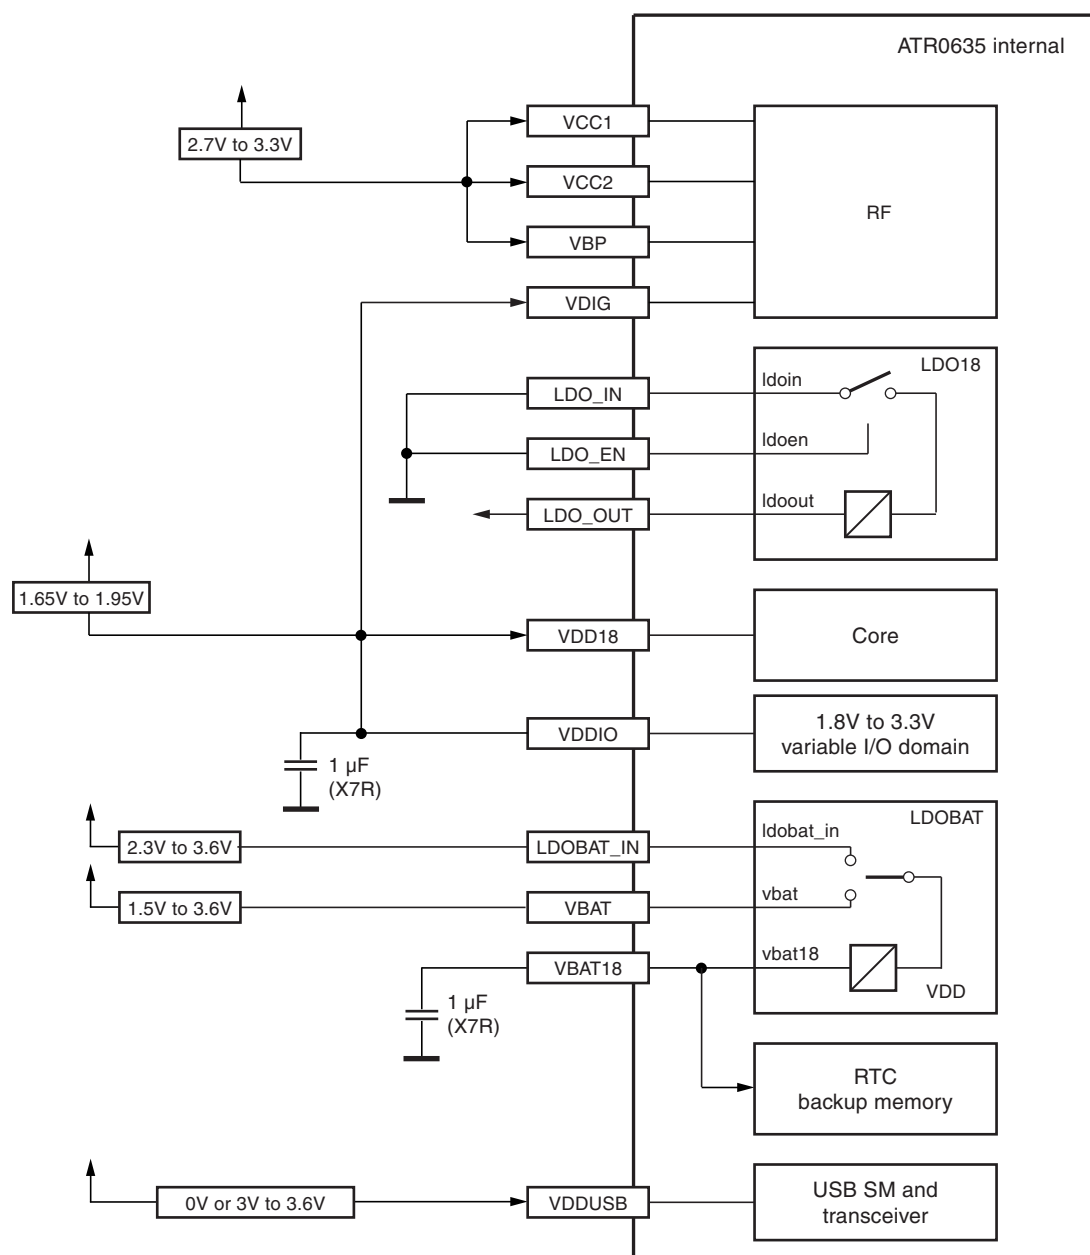 ATR0635 internal
2.7V to 3.3V
VCC1
VCC2
VBP
VDIG
RF
LDO_IN
LDO_EN
LDO_OUT
ldoin
ldoen
ldoout
LDO18
1.65V to 1.95V
VDD18
Core
VDDIO
1.8V to 3.3V
variable I/O domain
1 µF
(X7R)
2.3V to 3.6V
LDOBAT_IN
ldobat_in
LDOBAT
1.5V to 3.6V
VBAT
vbat
VBAT18
vbat18
VDD
1 µF
(X7R)
RTC
backup memory
0V or 3V to 3.6V
VDDUSB
USB SM and
transceiver